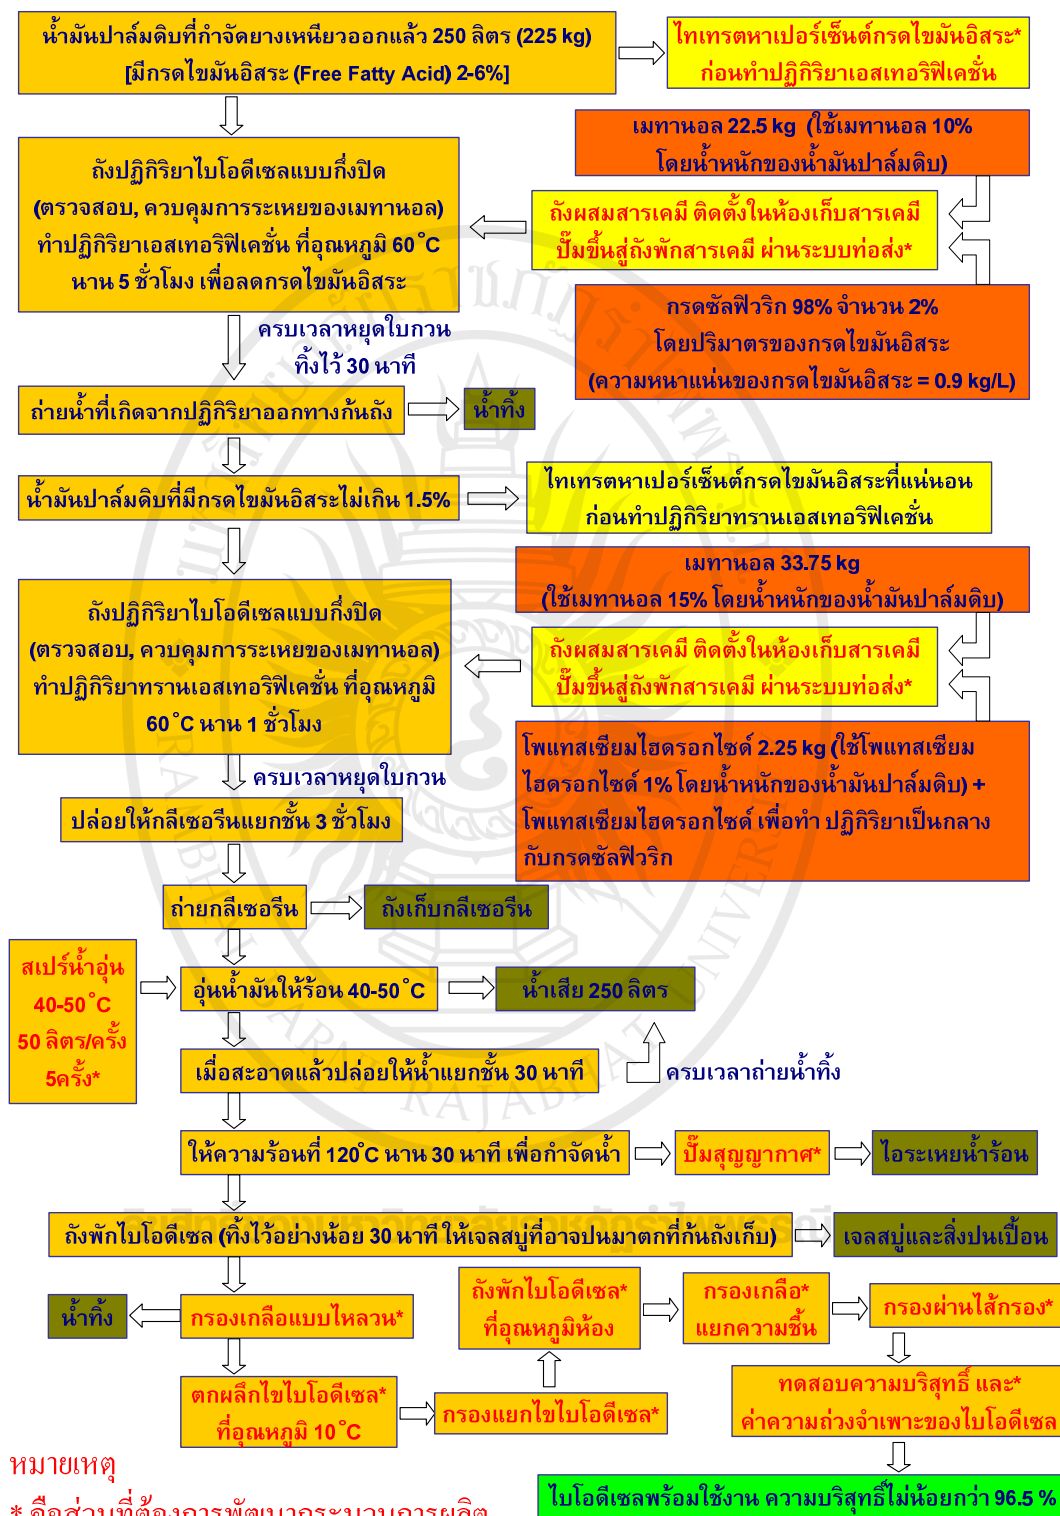 น้ำมันปาล์มดิบที่กำจัดยางเหนียวออกแล้ว 250 ลิตร (225 kg)
[มีกรดไขมันอิสระ (Free Fatty Acid) 2-6%]
ไทเทรตหาเปอร์เซ็นต์กรดไขมันอิสระ*
ก่อนทำปฏิกิริยาเอสเทอริฟิเคชั่น
เมทานอล 22.5 kg (ใช้เมทานอล 10%
โดยน้ำหนักของน้ำมันปาล์มดิบ)
ถังปฏิกิริยาไบโอดีเซลแบบกึ่งปิด
(ตรวจสอบ, ควบคุมการระเหยของเมทานอล)
ทำปฏิกิริยาเอสเทอริฟิเคชั่น ที่อุณหภูมิ 60 ̊C
นาน 5 ชั่วโมง เพื่อลดกรดไขมันอิสระ
ถังผสมสารเคมี ติดตั้งในห้องเก็บสารเคมี
ปั๊มขึ้นสู่ถังพักสารเคมี ผ่านระบบท่อส่ง*
กรดซัลฟิวริก 98% จำนวน 2%
โดยปริมาตรของกรดไขมันอิสระ
(ความหนาแน่นของกรดไขมันอิสระ = 0.9 kg/L)
ครบเวลาหยุดใบกวน
ทิ้งไว้ 30 นาที
ถ่ายน้ำที่เกิดจากปฏิกิริยาออกทางก้นถัง
น้ำทิ้ง
น้ำมันปาล์มดิบที่มีกรดไขมันอิสระไม่เกิน 1.5%
ไทเทรตหาเปอร์เซ็นต์กรดไขมันอิสระที่แน่นอน
ก่อนทำปฏิกิริยาทรานเอสเทอริฟิเคชั่น
เมทานอล 33.75 kg
(ใช้เมทานอล 15% โดยน้ำหนักของน้ำมันปาล์มดิบ)
ถังปฏิกิริยาไบโอดีเซลแบบกึ่งปิด
(ตรวจสอบ, ควบคุมการระเหยของเมทานอล)
ทำปฏิกิริยาทรานเอสเทอริฟิเคชั่น ที่อุณหภูมิ
60 ̊C นาน 1 ชั่วโมง
ถังผสมสารเคมี ติดตั้งในห้องเก็บสารเคมี
ปั๊มขึ้นสู่ถังพักสารเคมี ผ่านระบบท่อส่ง*
โพแทสเซียมไฮดรอกไซด์ 2.25 kg (ใช้โพแทสเซียม
ไฮดรอกไซด์ 1% โดยน้ำหนักของน้ำมันปาล์มดิบ) +
โพแทสเซียมไฮดรอกไซด์ เพื่อทำ ปฏิกิริยาเป็นกลาง
กับกรดซัลฟิวริก
ครบเวลาหยุดใบกวน
ปล่อยให้กลีเซอรีนแยกชั้น 3 ชั่วโมง
ถ่ายกลีเซอรีน
ถังเก็บกลีเซอรีน
สเปร์น้ำอุ่น
40-50 ̊C
50 ลิตร/ครั้ง
5ครั้ง*
อุ่นน้ำมันให้ร้อน 40-50 ̊C
น้ำเสีย 250 ลิตร
เมื่อสะอาดแล้วปล่อยให้น้ำแยกชั้น 30 นาที
ครบเวลาถ่ายน้ำทิ้ง
ให้ความร้อนที่ 120 ̊C นาน 30 นาที เพื่อกำจัดน้ำ
ปั๊มสุญญากาศ*
ไอระเหยน้ำร้อน
ถังพักไบโอดีเซล (ทิ้งไว้อย่างน้อย 30 นาที ให้เจลสบู่ที่อาจปนมาตกที่ก้นถังเก็บ)
เจลสบู่และสิ่งปนเปื้อน
น้ำทิ้ง
กรองเกลือแบบไหลวน*
ถังพักไบโอดีเซล*
ที่อุณหภูมิห้อง
กรองเกลือ*
แยกความชื้น
กรองผ่านไส้กรอง*
ตกผลึกไขไบโอดีเซล*
ที่อุณหภูมิ 10 ̊C
กรองแยกไขไบโอดีเซล*
ทดสอบความบริสุทธิ์ และ*
ค่าความถ่วงจำเพาะของไบโอดีเซล
หมายเหตุ
* คือส่วนที่ต้องการพัฒนากระบวนการผลิต
ไบโอดีเซลพร้อมใช้งาน ความบริสุทธิ์ไม่น้อยกว่า 96.5 %
RAMBHAI BARNI RAJABHAT UNIVERSITY